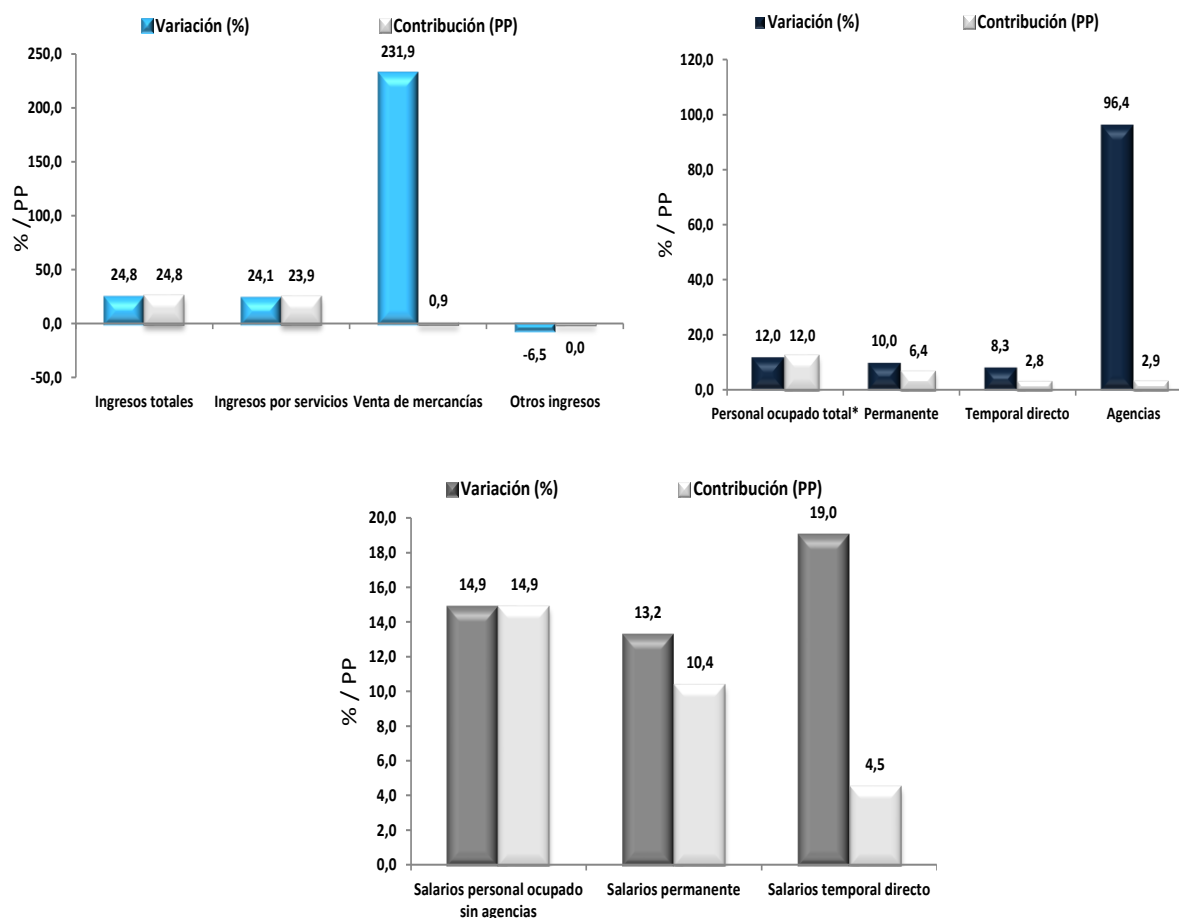 Variación (%) Contribución (PP)
250,0
200,0
150,0
100,0
50,0
0,0
-50,0
% / PP
24,8 24,8 24,1 23,9 231,9 0,9 -6,5 0,0
Ingresos totales Ingresos por servicios Venta de mercancías Otros ingresos
Variación (%) Contribución (PP)
120,0
100,0
80,0
60,0
40,0
20,0
0,0
% / PP
12,0 12,0 10,0 6,4 8,3 2,8 96,4 2,9
Personal ocupado total* Permanente Temporal directo Agencias
Variación (%) Contribución (PP)
20,0
18,0
16,0
14,0
12,0
10,0
8,0
6,0
4,0
2,0
0,0
% / PP
14,9 14,9 13,2 10,4 19,0 4,5
Salarios personal ocupado Salarios permanente Salarios temporal directo
sin agencias